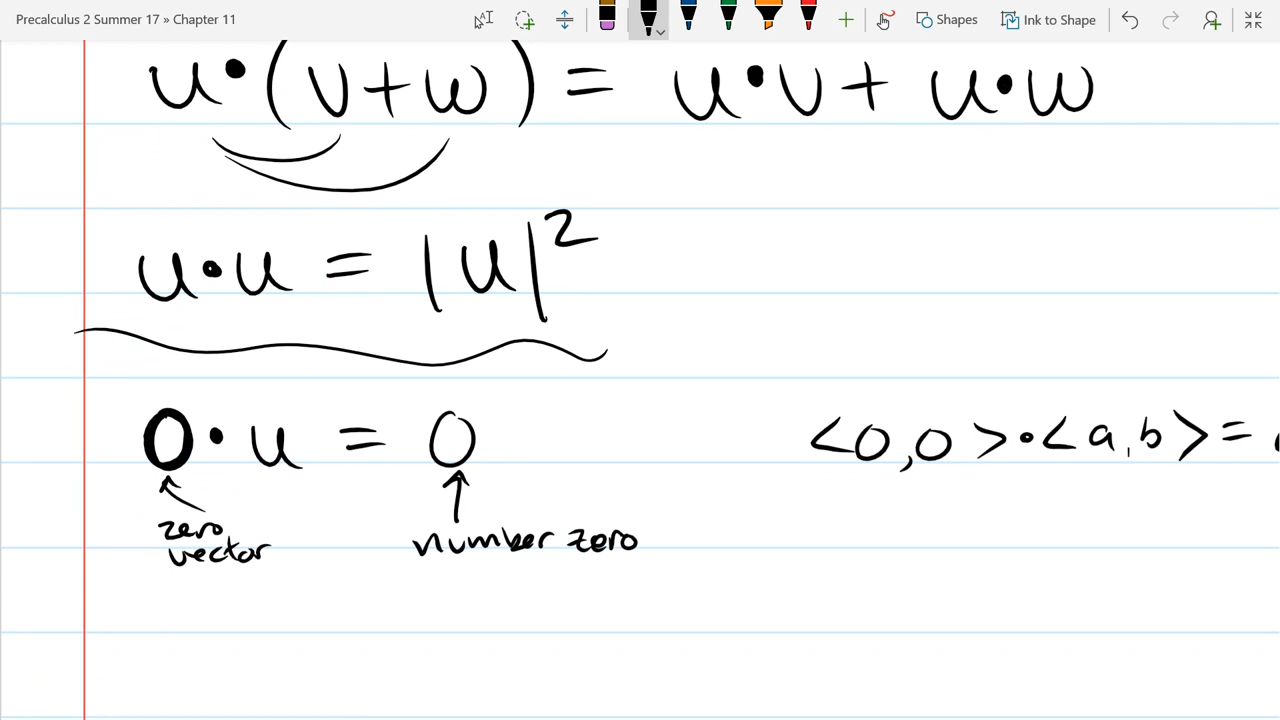 Precalculus 2 Summer 17 » Chapter 11
Shapes
Ink to Shape
u•(v+w) = u•v + u•w
u•u = |u|²
0•u = 0
<0,0>•<a,b>=
zero
vector
number zero